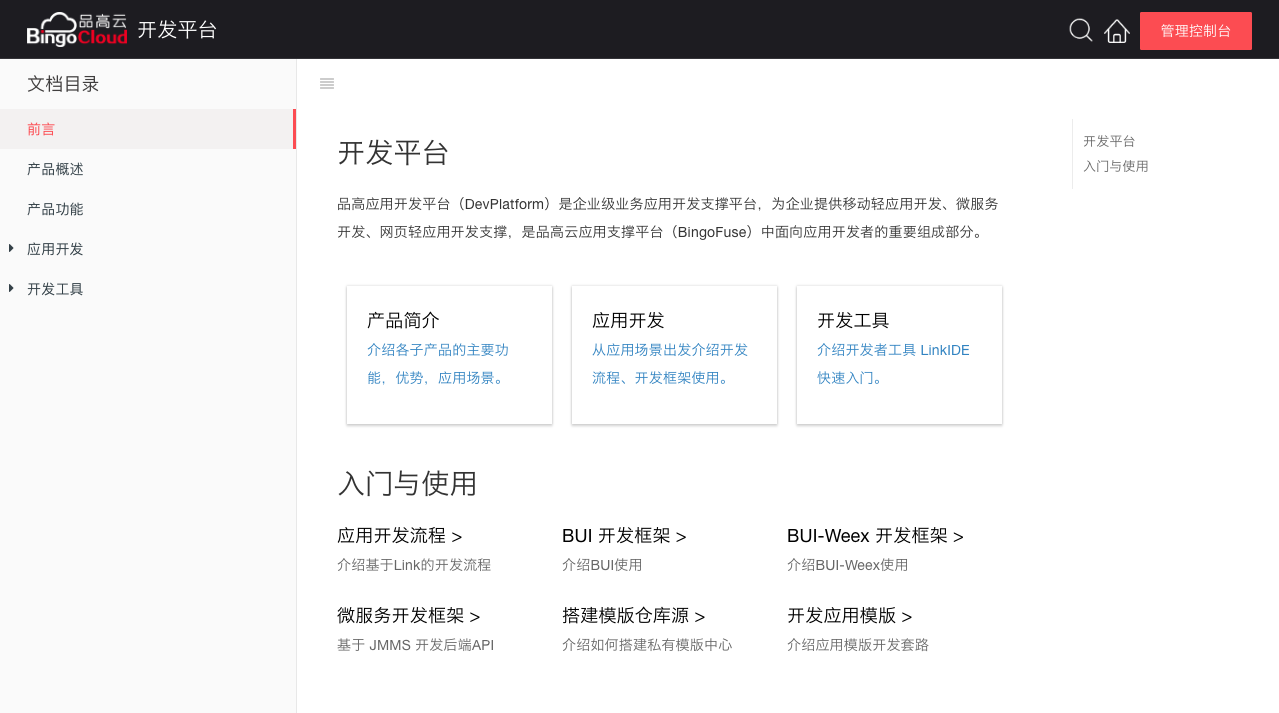 品高云
BingoCloud
开发平台
管理控制台
文档目录
前言
产品概述
产品功能
应用开发
开发工具
开发平台
品高应用开发平台（DevPlatform）是企业级业务应用开发支撑平台，为企业提供移动轻应用开发、微服务
开发、网页轻应用开发支撑，是品高云应用支撑平台（BingoFuse）中面向应用开发者的重要组成部分。
产品简介
介绍各子产品的主要功
能，优势，应用场景。
应用开发
从应用场景出发介绍开发
流程、开发框架使用。
开发工具
介绍开发者工具 LinkIDE
快速入门。
入门与使用
应用开发流程 >
介绍基于Link的开发流程
BUI 开发框架 >
介绍BUI使用
BUI-Weex 开发框架 >
介绍BUI-Weex使用
微服务开发框架 >
基于 JMMS 开发后端API
搭建模版仓库源 >
介绍如何搭建私有模版中心
开发应用模版 >
介绍应用模版开发套路
开发平台
入门与使用